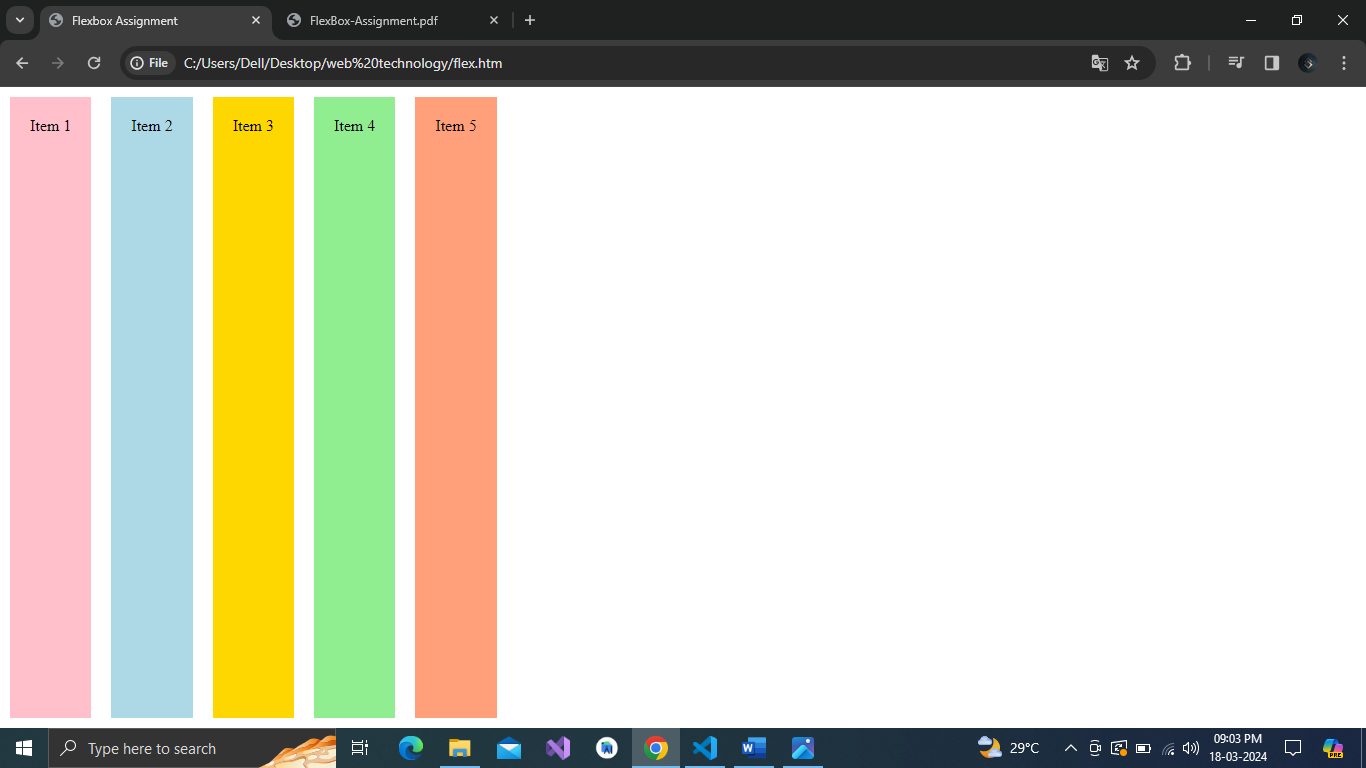 Flexbox Assignment
FlexBox-Assignment.pdf
File
C:/Users/Dell/Desktop/web%20technology/flex.htm
Item 1
Item 2
Item 3
Item 4
Item 5
Type here to search
29°C
09:03 PM
18-03-2024
PRE